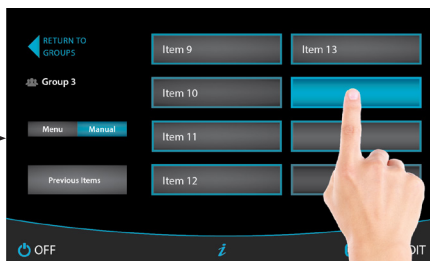 RETURN TO
GROUPS
Group 3
Menu Manual
Previous Items
Item 9
Item 13
Item 10
Item 11
Item 12
OFF
i